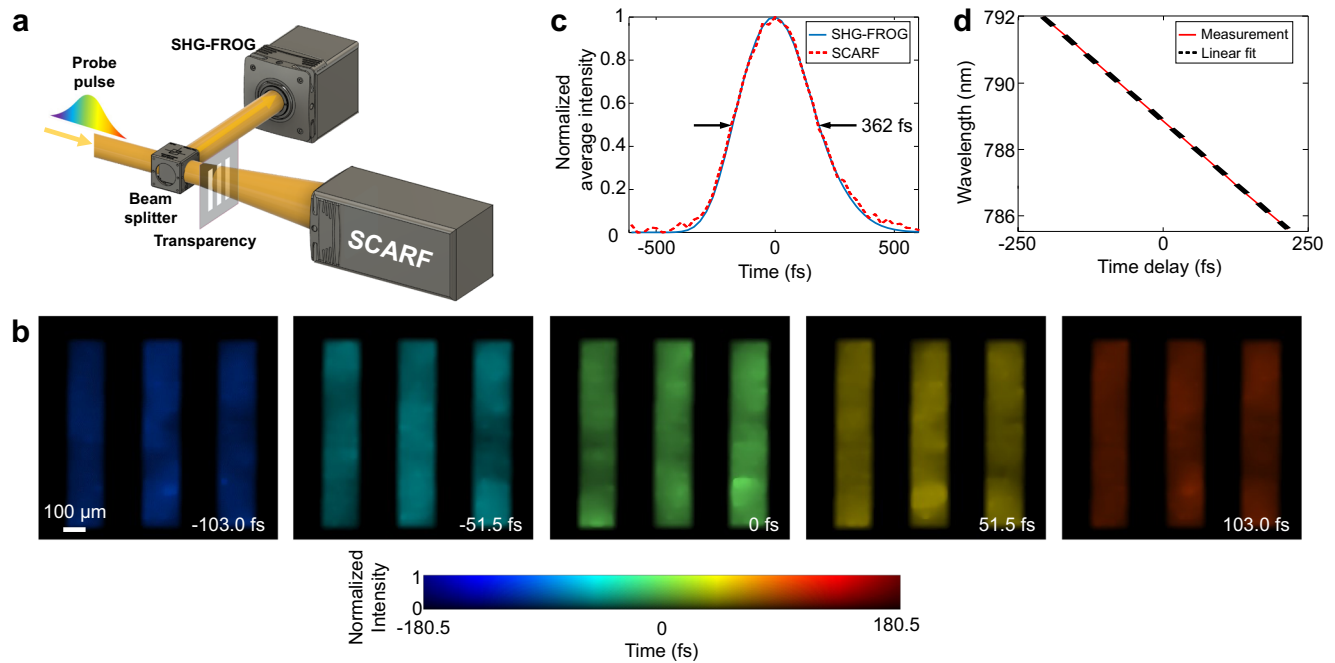 a
SHG-FROG
Probe
pulse
Beam
splitter
Transparency
SCARF
c
Normalized
average intensity
1
0.8
0.6
0.4
0.2
0
SHG-FROG
SCARF
362 fs
-500
0
500
Time (fs)
d
Wavelength (nm)
792
790
788
786
Measurement
Linear fit
-250
0
250
Time delay (fs)
b
100 µm
-103.0 fs
-51.5 fs
0 fs
51.5 fs
103.0 fs
Normalized
Intensity
1
0
-180.5
0
180.5
Time (fs)